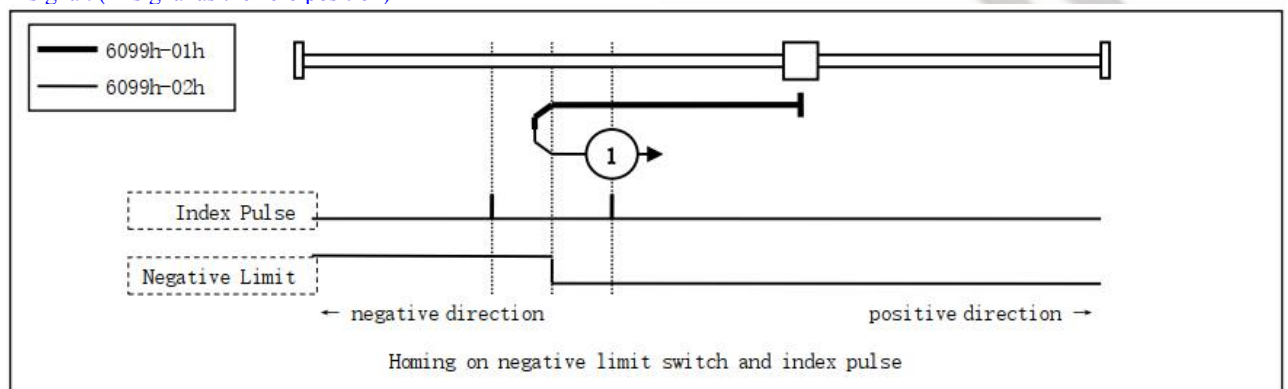 6099h-01h
6099h-02h
1
Index Pulse
Negative Limit
← negative direction
positive direction →
Homing on negative limit switch and index pulse